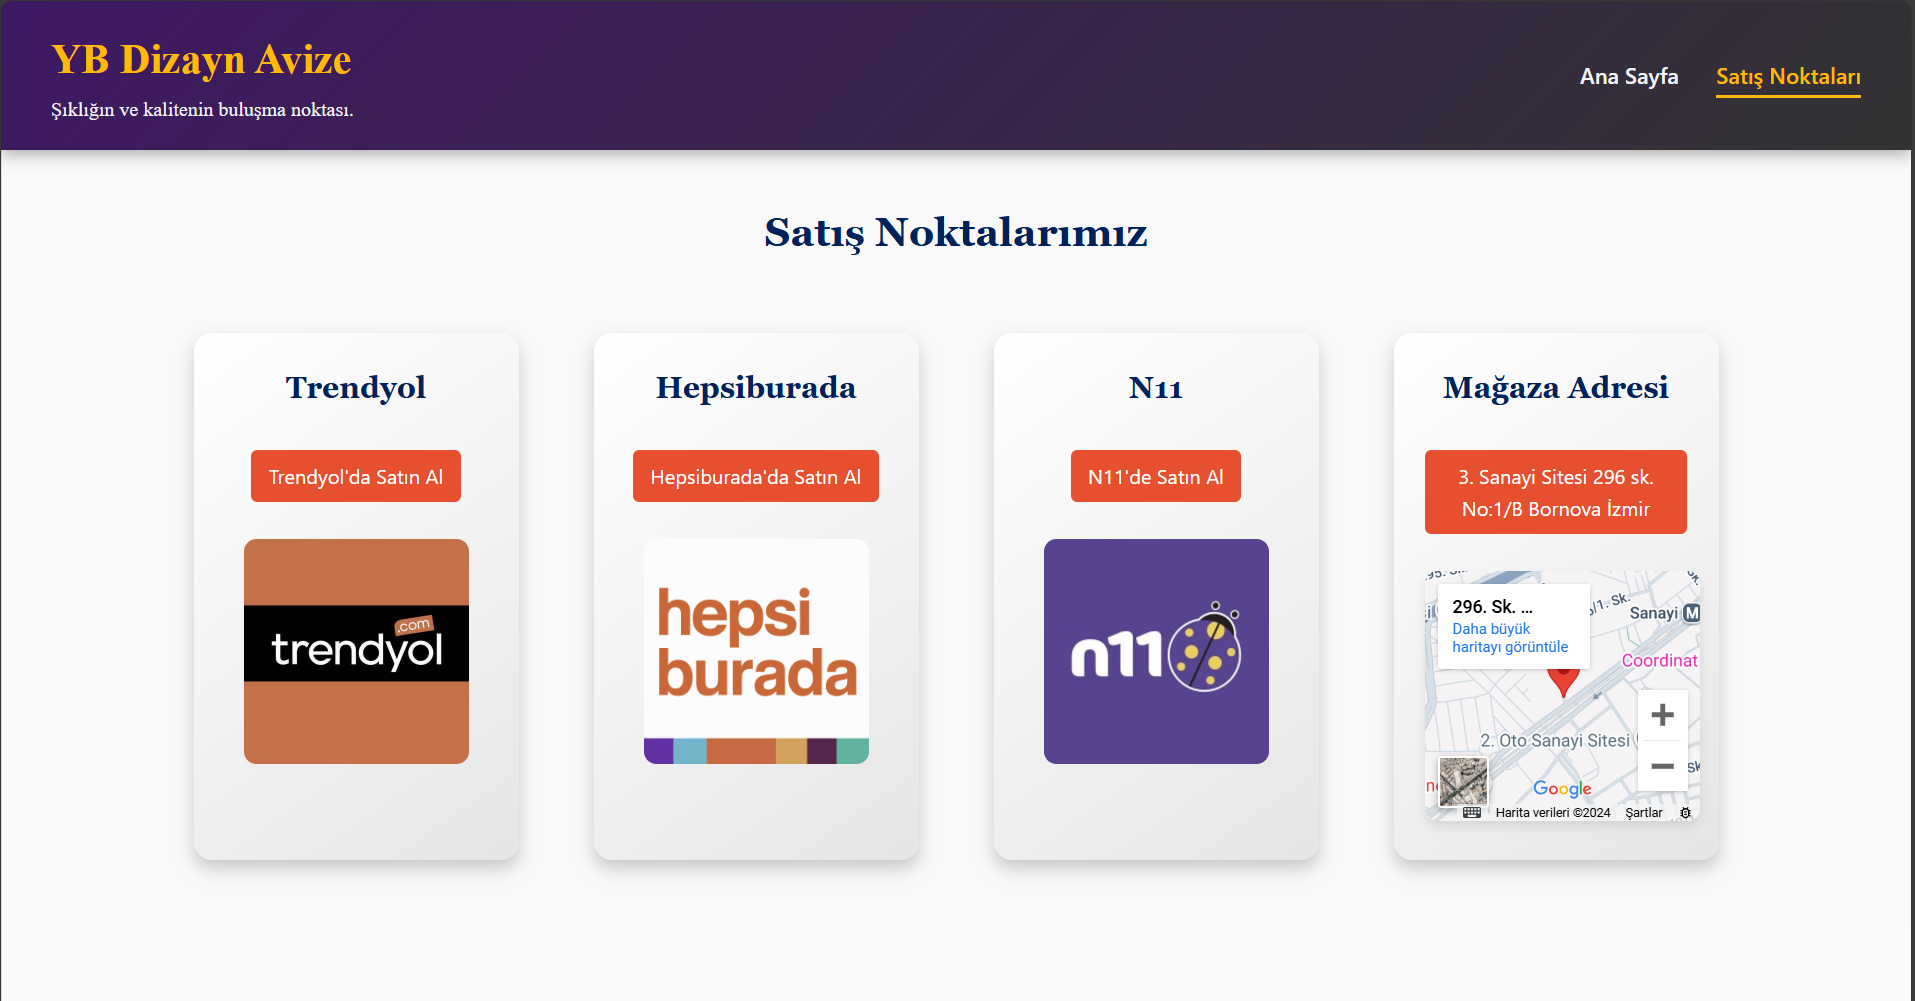 YB Dizayn Avize
Şıklığın ve kalitenin buluşma noktası.
Ana Sayfa
Satış Noktaları
Satış Noktalarımız
Trendyol
Trendyol'da Satın Al
trendyol
.com
Hepsiburada
Hepsiburada'da Satın Al
hepsi
burada
N11
N11'de Satın Al
n11
Mağaza Adresi
3. Sanayi Sitesi 296 sk.
No:1/B Bornova İzmir
296. Sk. ...
Daha büyük
haritayı görüntüle
/1. Sk.
Sanayi M
Coordinat
2. Oto Sanayi Sitesi
Google
Harita verileri ©2024
Şartlar